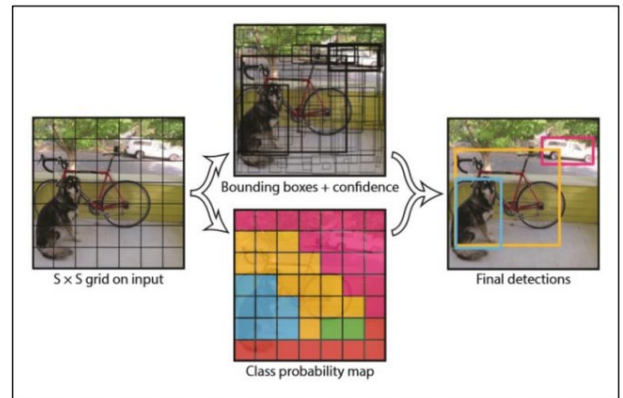 Bounding boxes + confidence
S × S grid on input
Final detections
Class probability map